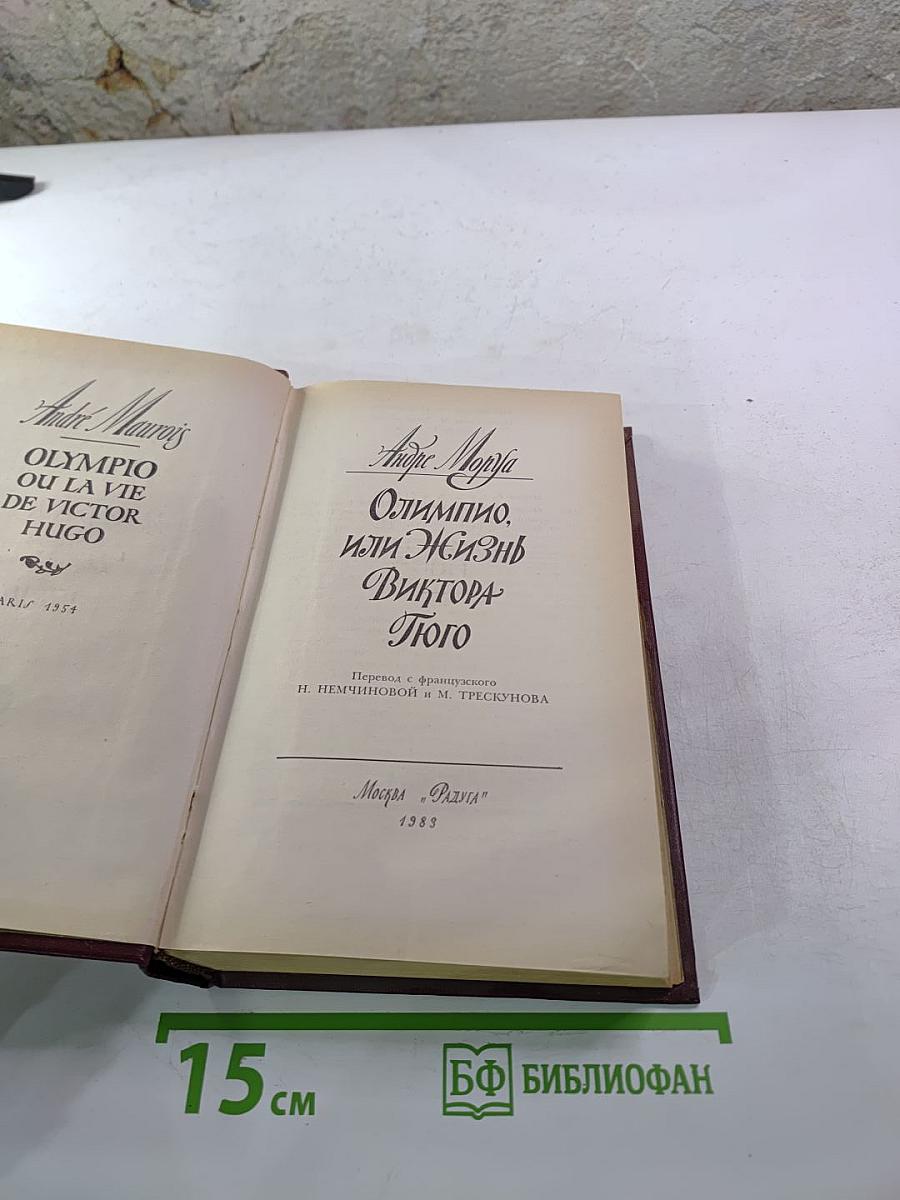 André Maurois
OLYMPIO
OU LA VIE
DE VICTOR
HUGO
ARIS 1954
Андре Моруа
Олимпио,
или Жизнь
Виктора
Гюго
Перевод с французского
Н. НЕМЧИНОВОЙ и М. ТРЕСКУНОВА
Москва „Радуга"
1983
15 см
БФ БИБЛИОФАН